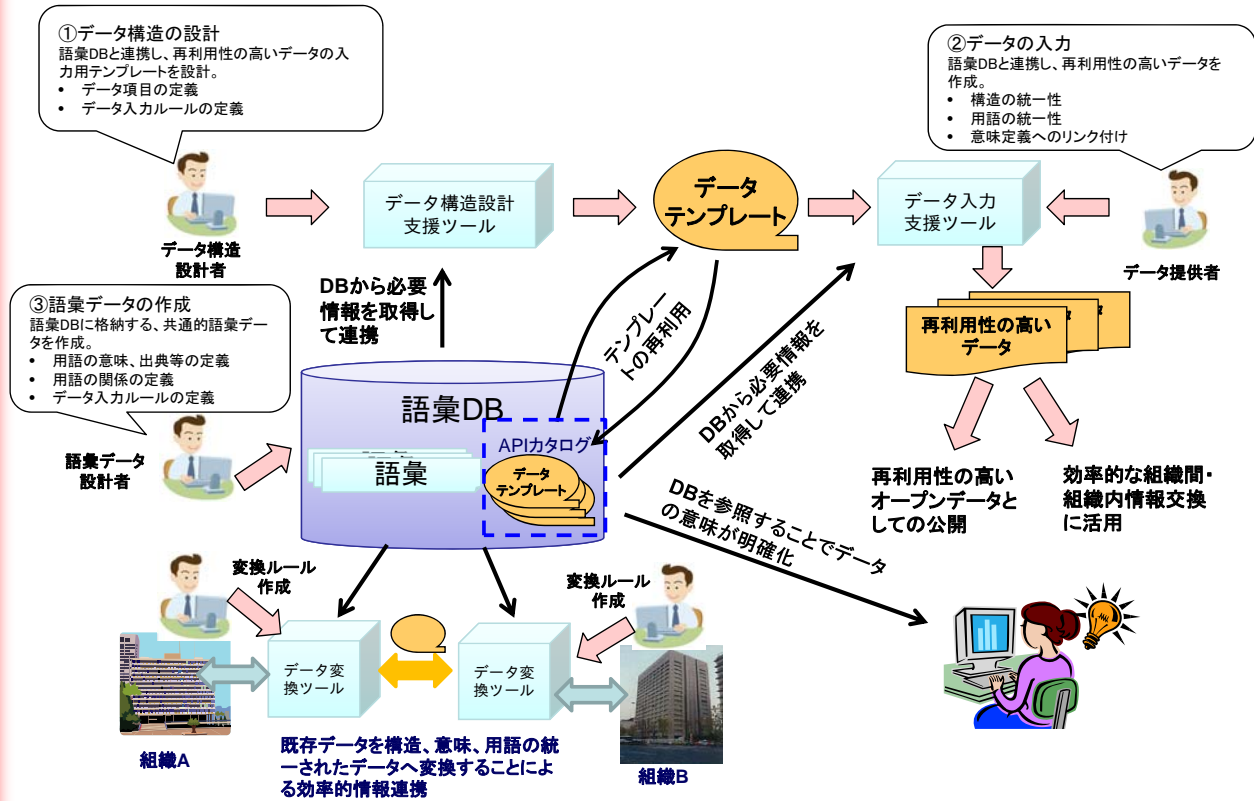 ①データ構造の設計
語彙DBと連携し、再利用性の高いデータの入
力用テンプレートを設計。
• データ項目の定義
• データ入力ルールの定義
②データの入力
語彙DBと連携し、再利用性の高いデータを
作成。
• 構造の統一性
• 用語の統一性
• 意味定義へのリンク付け
データ構造
設計者
データ構造設計
支援ツール
データ
テンプレート
データ入力
支援ツール
データ提供者
③語彙データの作成
語彙DBに格納する、共通的語彙デー
タを作成。
• 用語の意味、出典等の定義
• 用語の関係の定義
• データ入力ルールの定義
DBから必要
情報を取得し
て連携
テンプレー
トの再利用
DBから必要情報を
取得して連携
再利用性の高い
データ
語彙データ
設計者
語彙DB
語彙
APIカタログ
データ
テンプレート
DBを参照することでデータ
の意味が明確化
再利用性の高い
オープンデータと
しての公開
効率的な組織間・
組織内情報交換
に活用
変換ルール
作成
変換ルール
作成
データ変
換ツール
データ変
換ツール
組織A
既存データを構造、意味、用語の統
一されたデータへ変換することによ
る効率的情報連携
組織B